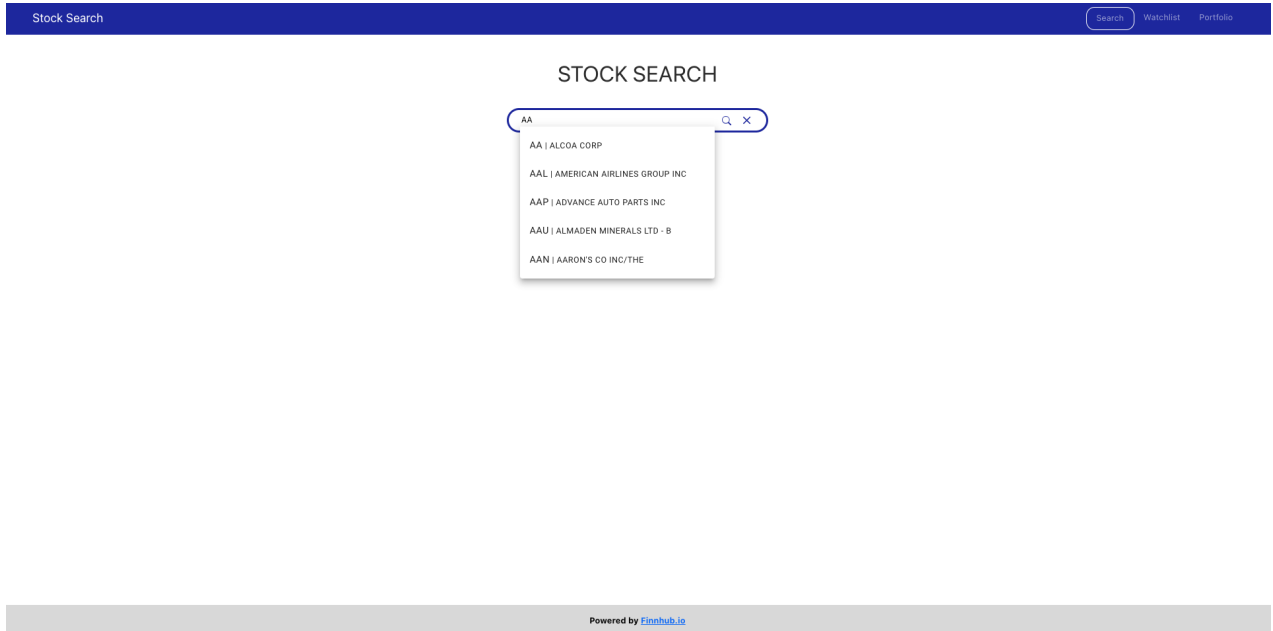 Stock Search
Search Watchlist Portfolio
STOCK SEARCH
AA
AA | ALCOA CORP
AAL | AMERICAN AIRLINES GROUP INC
AAP | ADVANCE AUTO PARTS INC
AAU | ALMADEN MINERALS LTD - B
AAN | AARON'S CO INC/THE
Powered by Finnhub.io